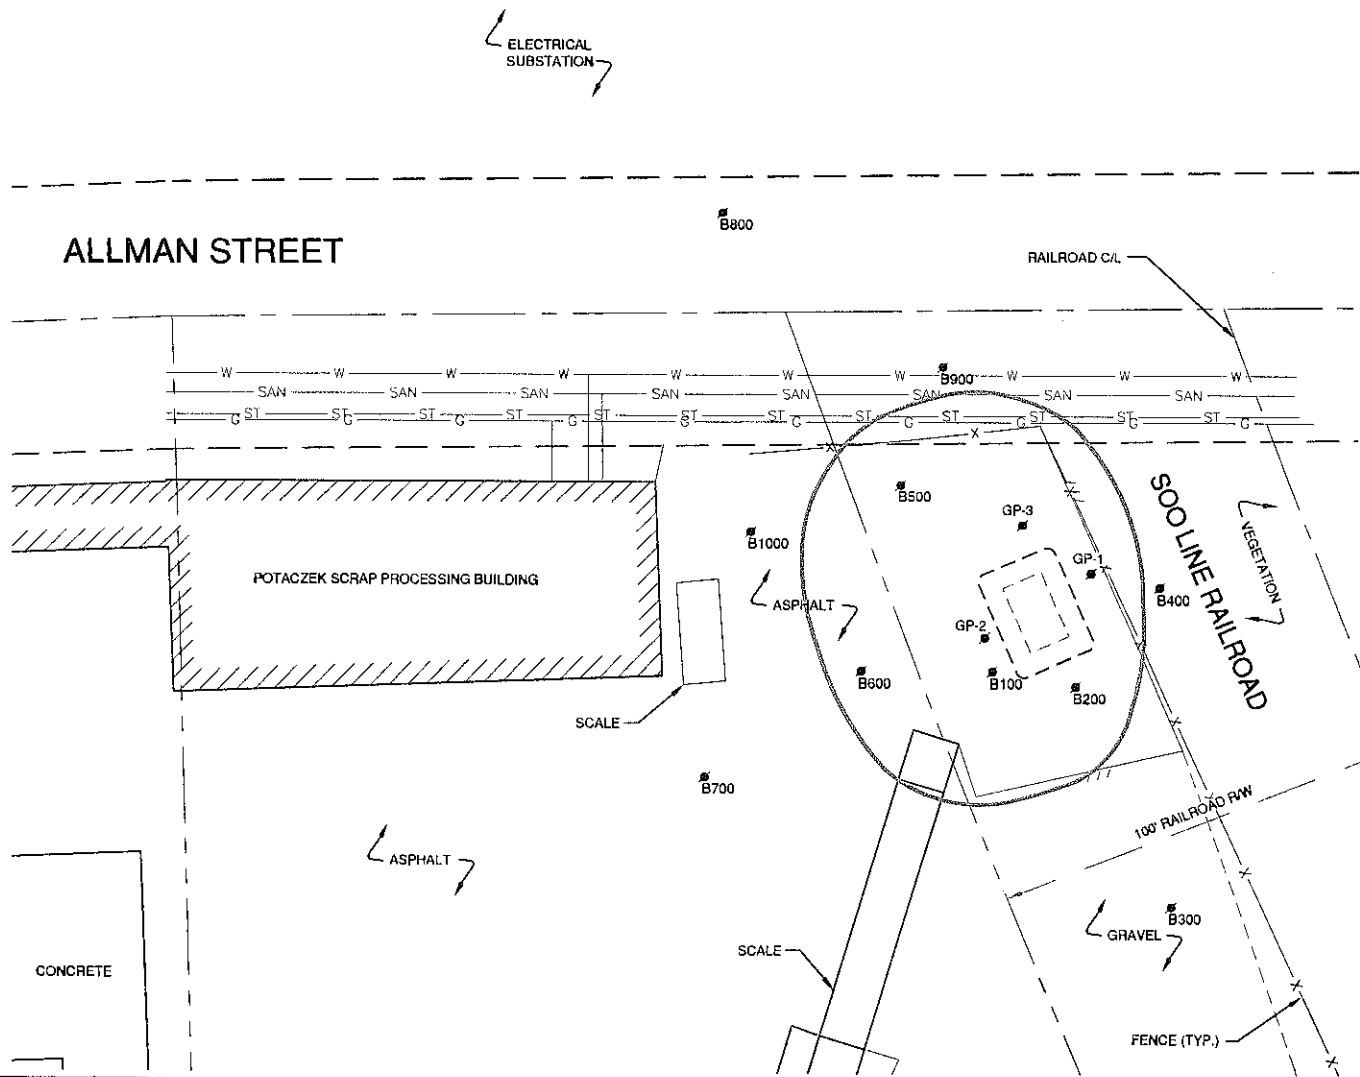 ELECTRICAL
SUBSTATION
B800
ALLMAN STREET
RAILROAD C/L
W W W W W W W W W W
B900
SAN SAN SAN SAN SAN SAN SAN SAN
ST ST ST ST ST ST ST ST ST ST ST ST
G G G G G G G G G G
X X
B500
GP-3
X
SOO LINE RAILROAD
VEGETATION
B1000
GP-1
X
POTACZEK SCRAP PROCESSING BUILDING
ASPHALT
B400
GP-2
X
B600
B100
B200
SCALE
X
B700
X
100' RAILROAD R/W
ASPHALT
X
B300
GRAVEL
SCALE
CONCRETE
X
FENCE (TYP.)
X